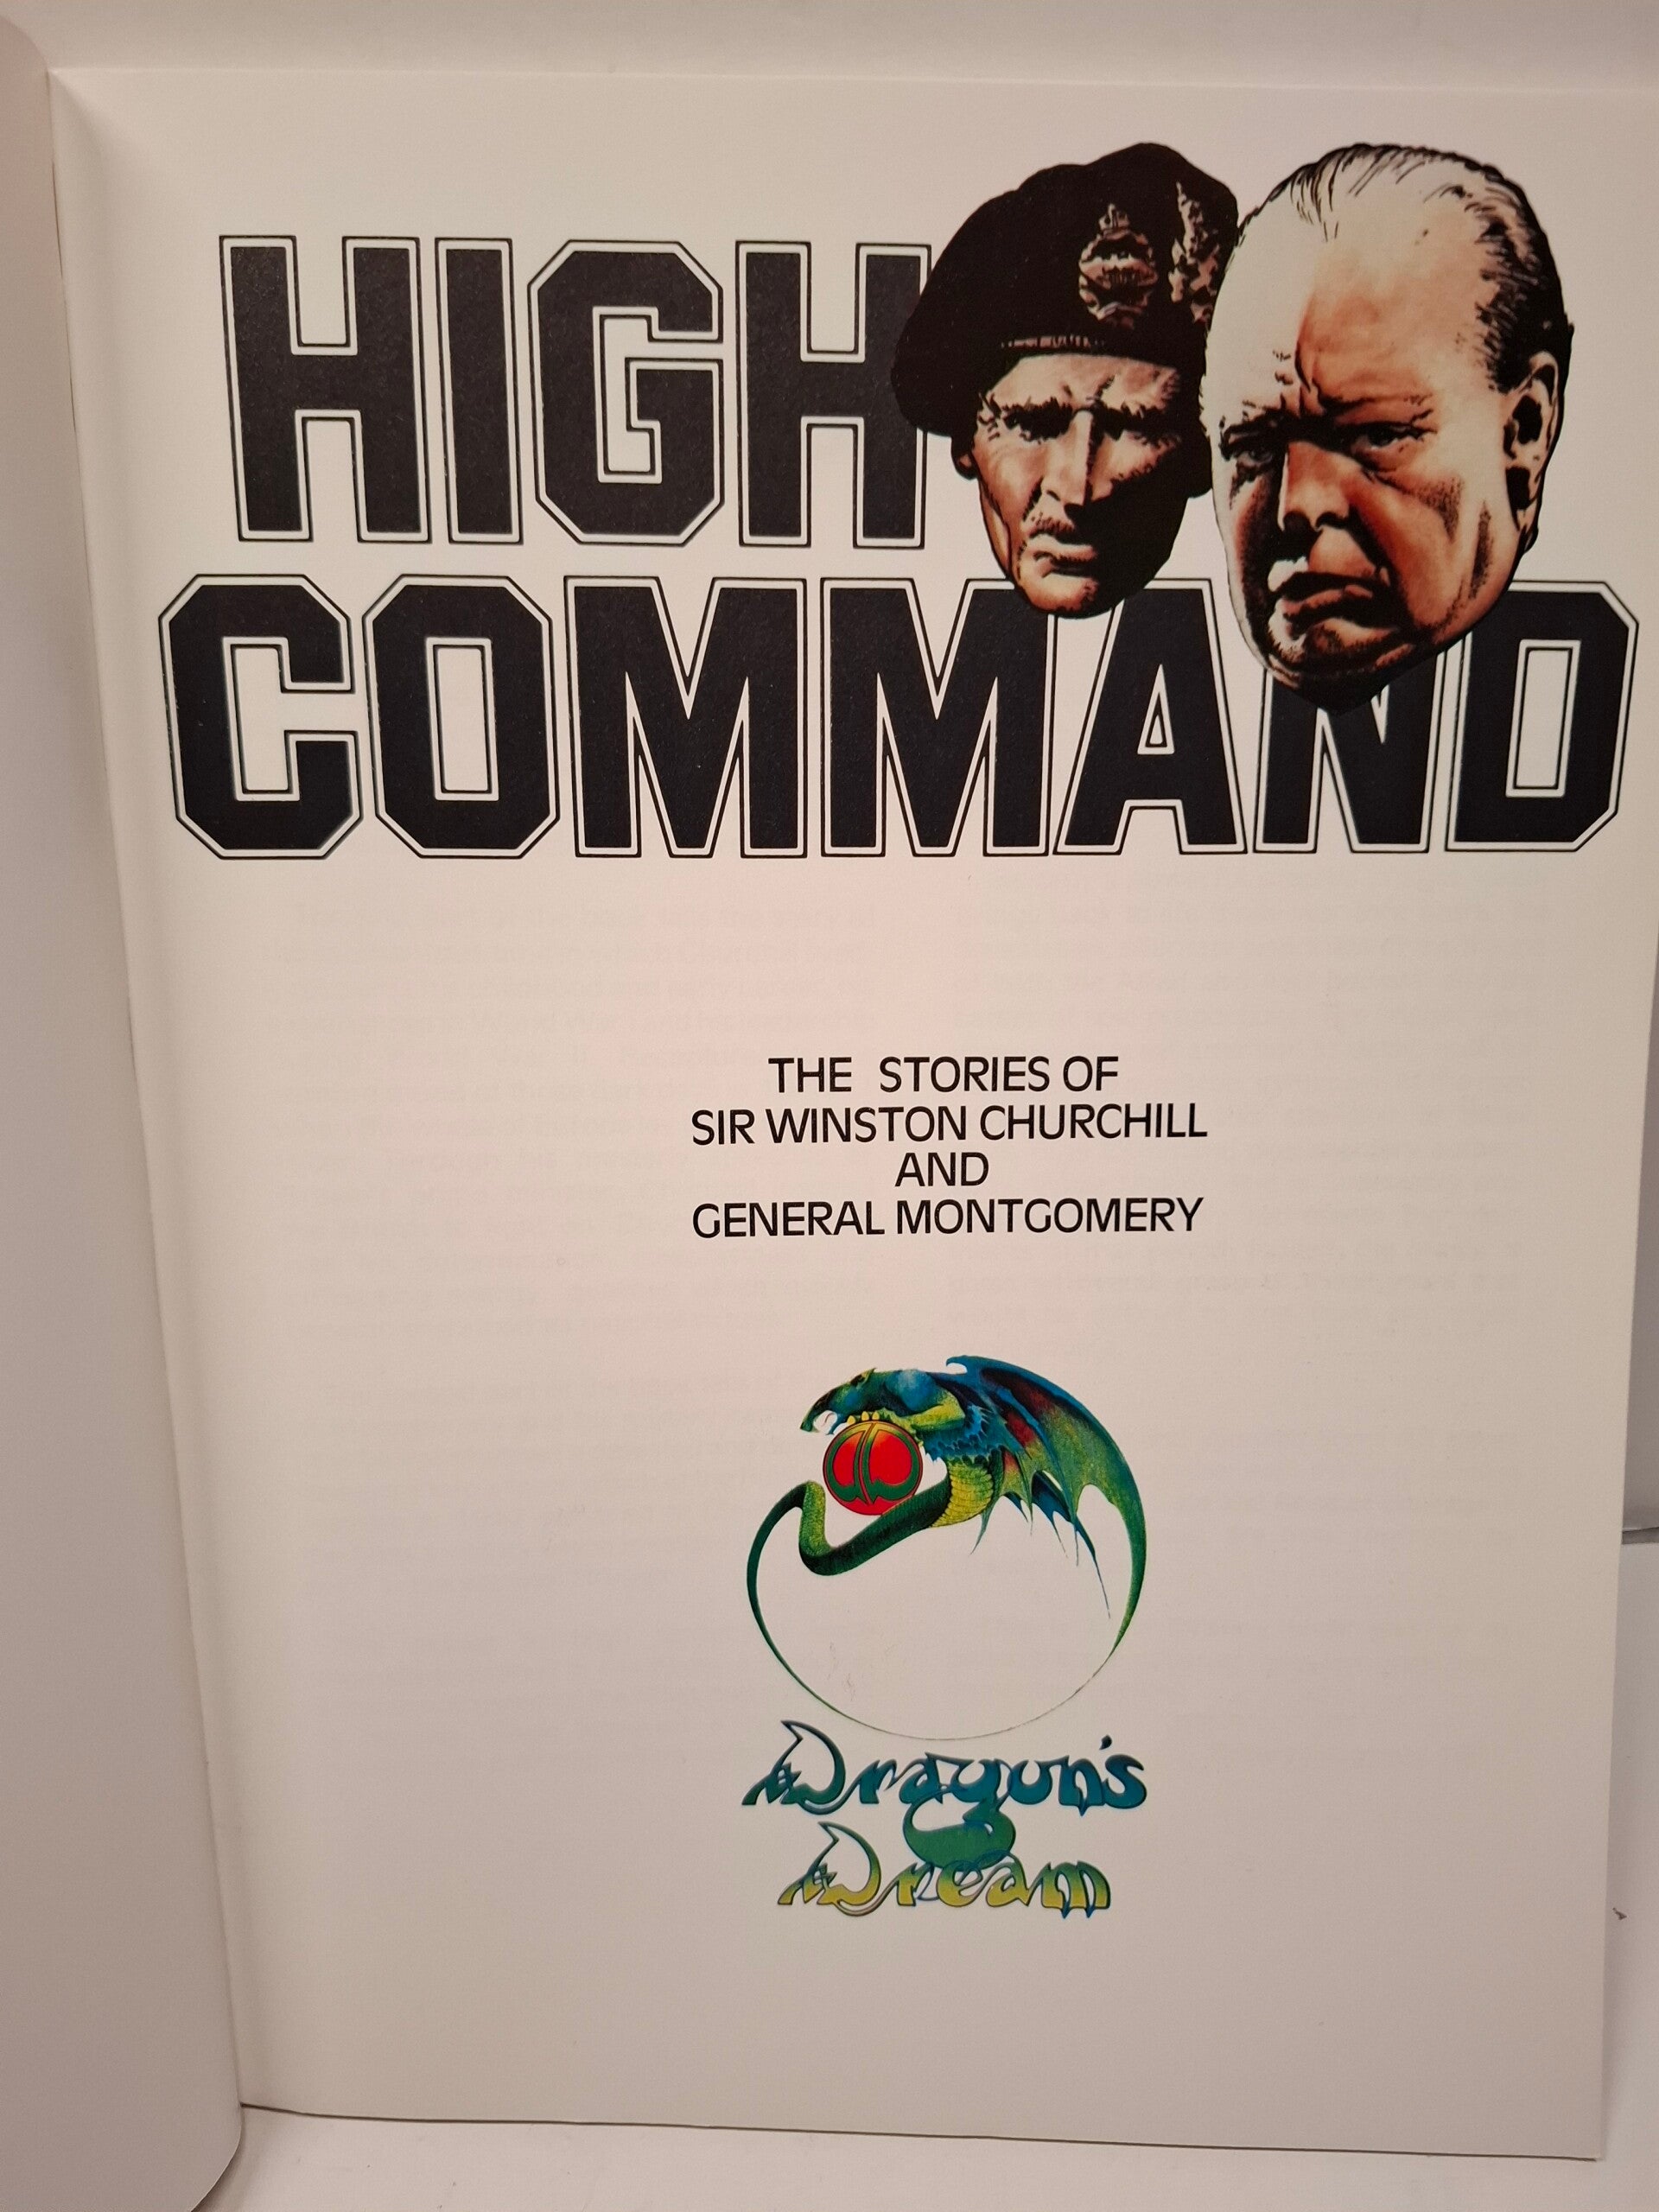 HIGH
COMMAND
THE STORIES OF
SIR WINSTON CHURCHILL
AND
GENERAL MONTGOMERY
Dragon's
Dream